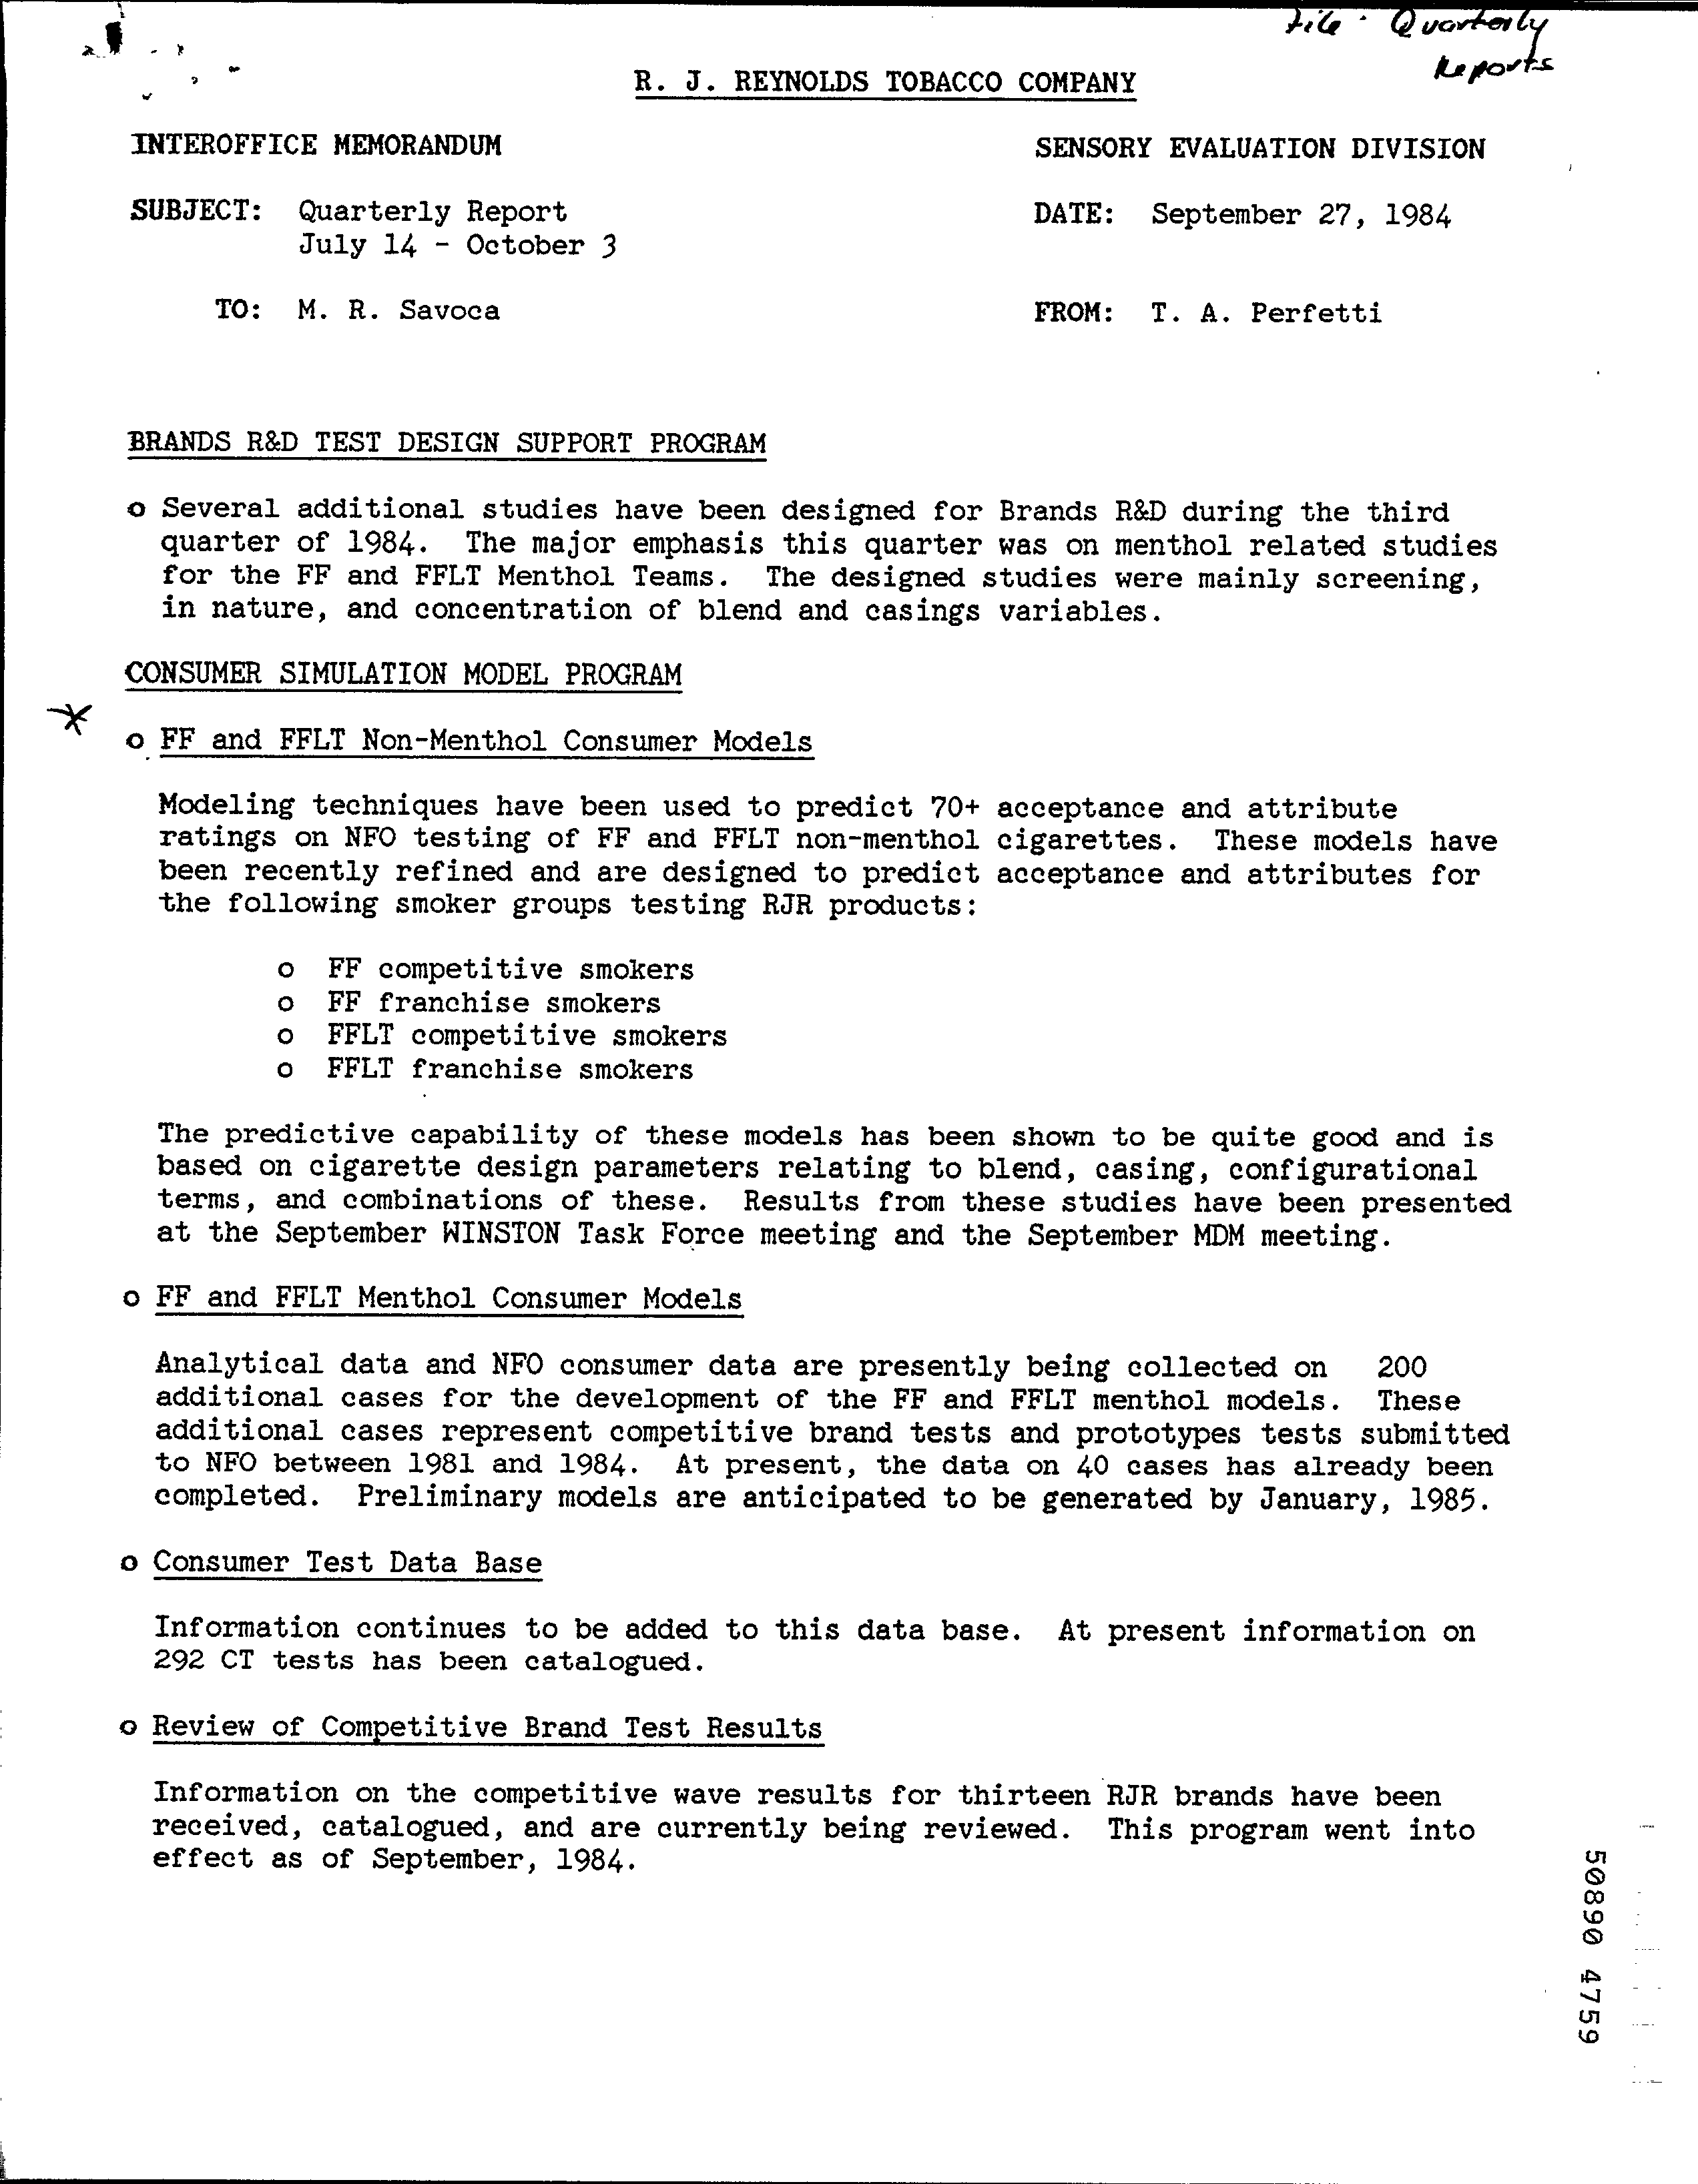 File: Quarterly
Reports
R. J. REYNOLDS TOBACCO COMPANY
INTEROFFICE MEMORANDUM
SENSORY EVALUATION DIVISION
SUBJECT: Quarterly Report
July 14 - October 3
DATE: September 27, 1984
TO: M. R. Savoca
FROM: T. A. Perfetti
BRANDS R&D TEST DESIGN SUPPORT PROGRAM
o Several additional studies have been designed for Brands R&D during the third
quarter of 1984. The major emphasis this quarter was on menthol related studies
for the FF and FFLT Menthol Teams. The designed studies were mainly screening,
in nature, and concentration of blend and casings variables.
CONSUMER SIMULATION MODEL PROGRAM
o FF and FFLT Non-Menthol Consumer Models
Modeling techniques have been used to predict 70+ acceptance and attribute
ratings on NFO testing of FF and FFLT non-menthol cigarettes. These models have
been recently refined and are designed to predict acceptance and attributes for
the following smoker groups testing RJR products:
o FF competitive smokers
o FF franchise smokers
o FFLT competitive smokers
o FFLT franchise smokers
The predictive capability of these models has been shown to be quite good and is
based on cigarette design parameters relating to blend, casing, configurational
terms, and combinations of these. Results from these studies have been presented
at the September WINSTON Task Force meeting and the September MDM meeting.
o FF and FFLT Menthol Consumer Models
Analytical data and NFO consumer data are presently being collected on 200
additional cases for the development of the FF and FFLT menthol models. These
additional cases represent competitive brand tests and prototypes tests submitted
to NFO between 1981 and 1984. At present, the data on 40 cases has already been
completed. Preliminary models are anticipated to be generated by January, 1985.
o Consumer Test Data Base
Information continues to be added to this data base. At present information on
292 CT tests has been catalogued.
o Review of Competitive Brand Test Results
Information on the competitive wave results for thirteen RJR brands have been
received, catalogued, and are currently being reviewed. This program went into
effect as of September, 1984.
50890 4759